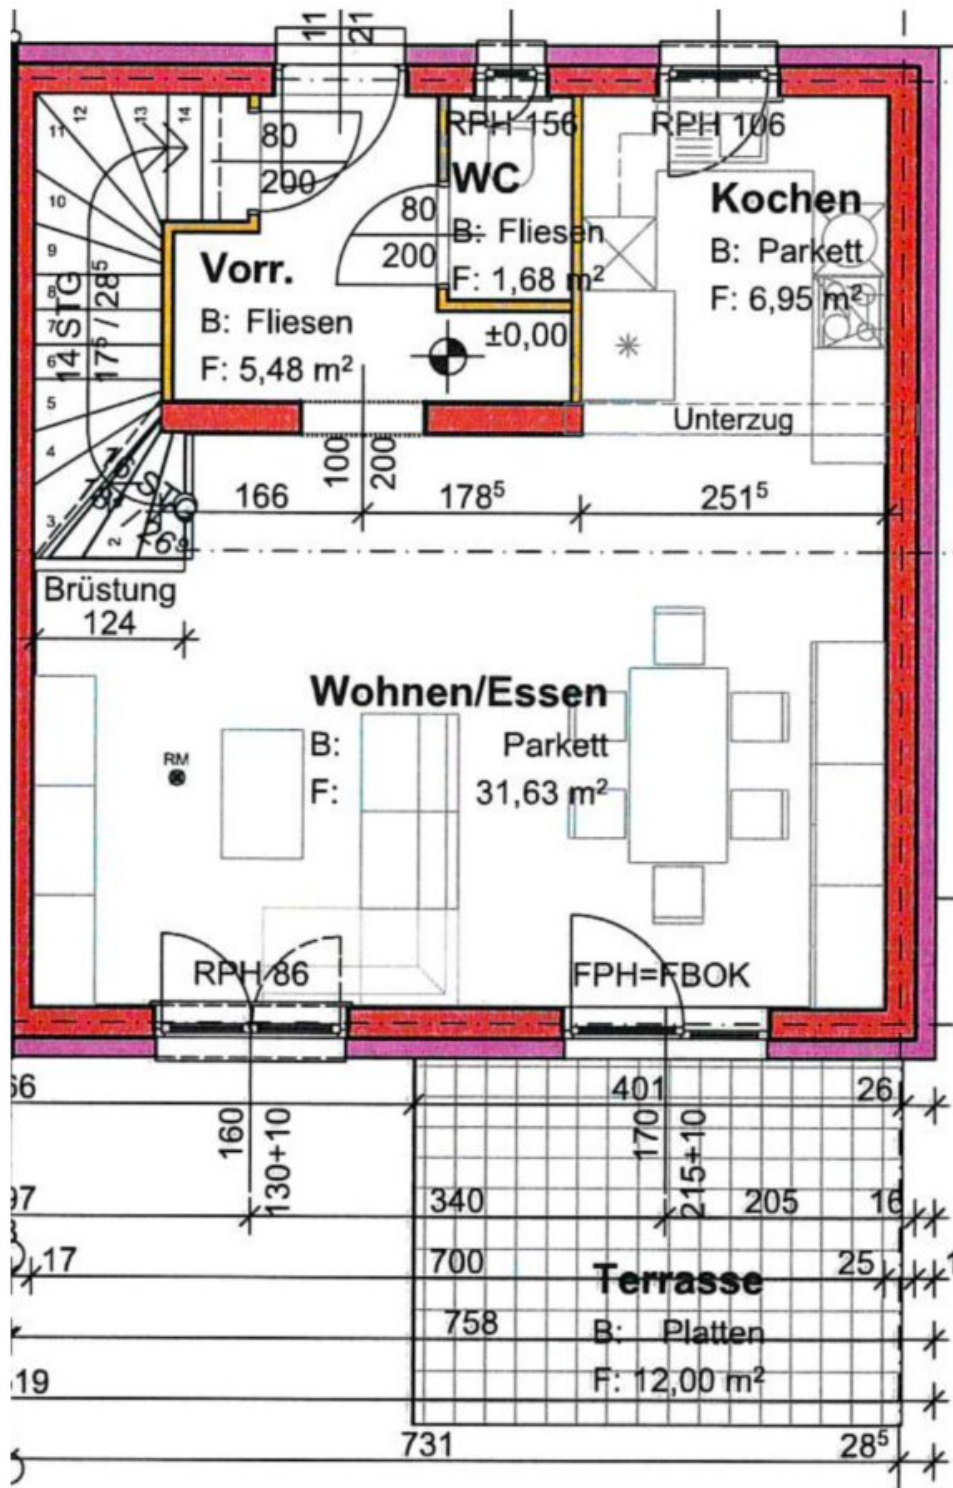 11
21
12
13
14
11
10
9
8
7
6
5
4
3
2
80
200
RPH 156
RPH 106
WC
B: Fliesen
F: 1,68 m²
80
200
Kochen
B: Parkett
F: 6,95 m²
Vorr.
B: Fliesen
F: 5,48 m²
±0,00
14 STG
17⁵ / 28⁵
Unterzug
100
200
166
178⁵
251⁵
Brüstung
124
Wohnen/Essen
B: Parkett
F: 31,63 m²
RM
RPH 86
FPH=FBOK
66
401
26
160
130+10
170
215+10
97
340
205
16
17
700
25
Terrasse
758
B: Platten
19
F: 12,00 m²
731
28⁵